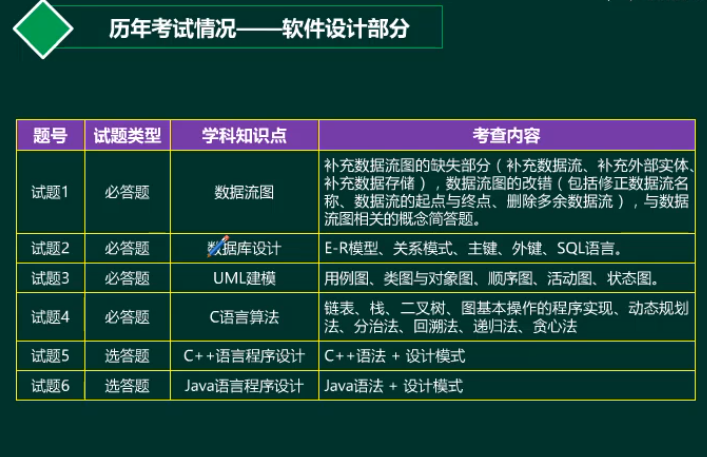 历年考试情况——软件设计部分
题号 试题类型 学科知识点 考查内容
试题1 必答题 数据流图 补充数据流图的缺失部分（补充数据流、补充外部实体、
补充数据存储），数据流图的改错（包括修正数据流名
称、数据流的起点与终点、删除多余数据流），与数据
流图相关的概念简答题。
试题2 必答题 数据库设计 E-R模型、关系模式、主键、外键、SQL语言。
试题3 必答题 UML建模 用例图、类图与对象图、顺序图、活动图、状态图。
试题4 必答题 C语言算法 链表、栈、二叉树、图基本操作的程序实现、动态规划
法、分治法、回溯法、递归法、贪心法
试题5 选答题 C++语言程序设计 C++语法 + 设计模式
试题6 选答题 Java语言程序设计 Java语法 + 设计模式